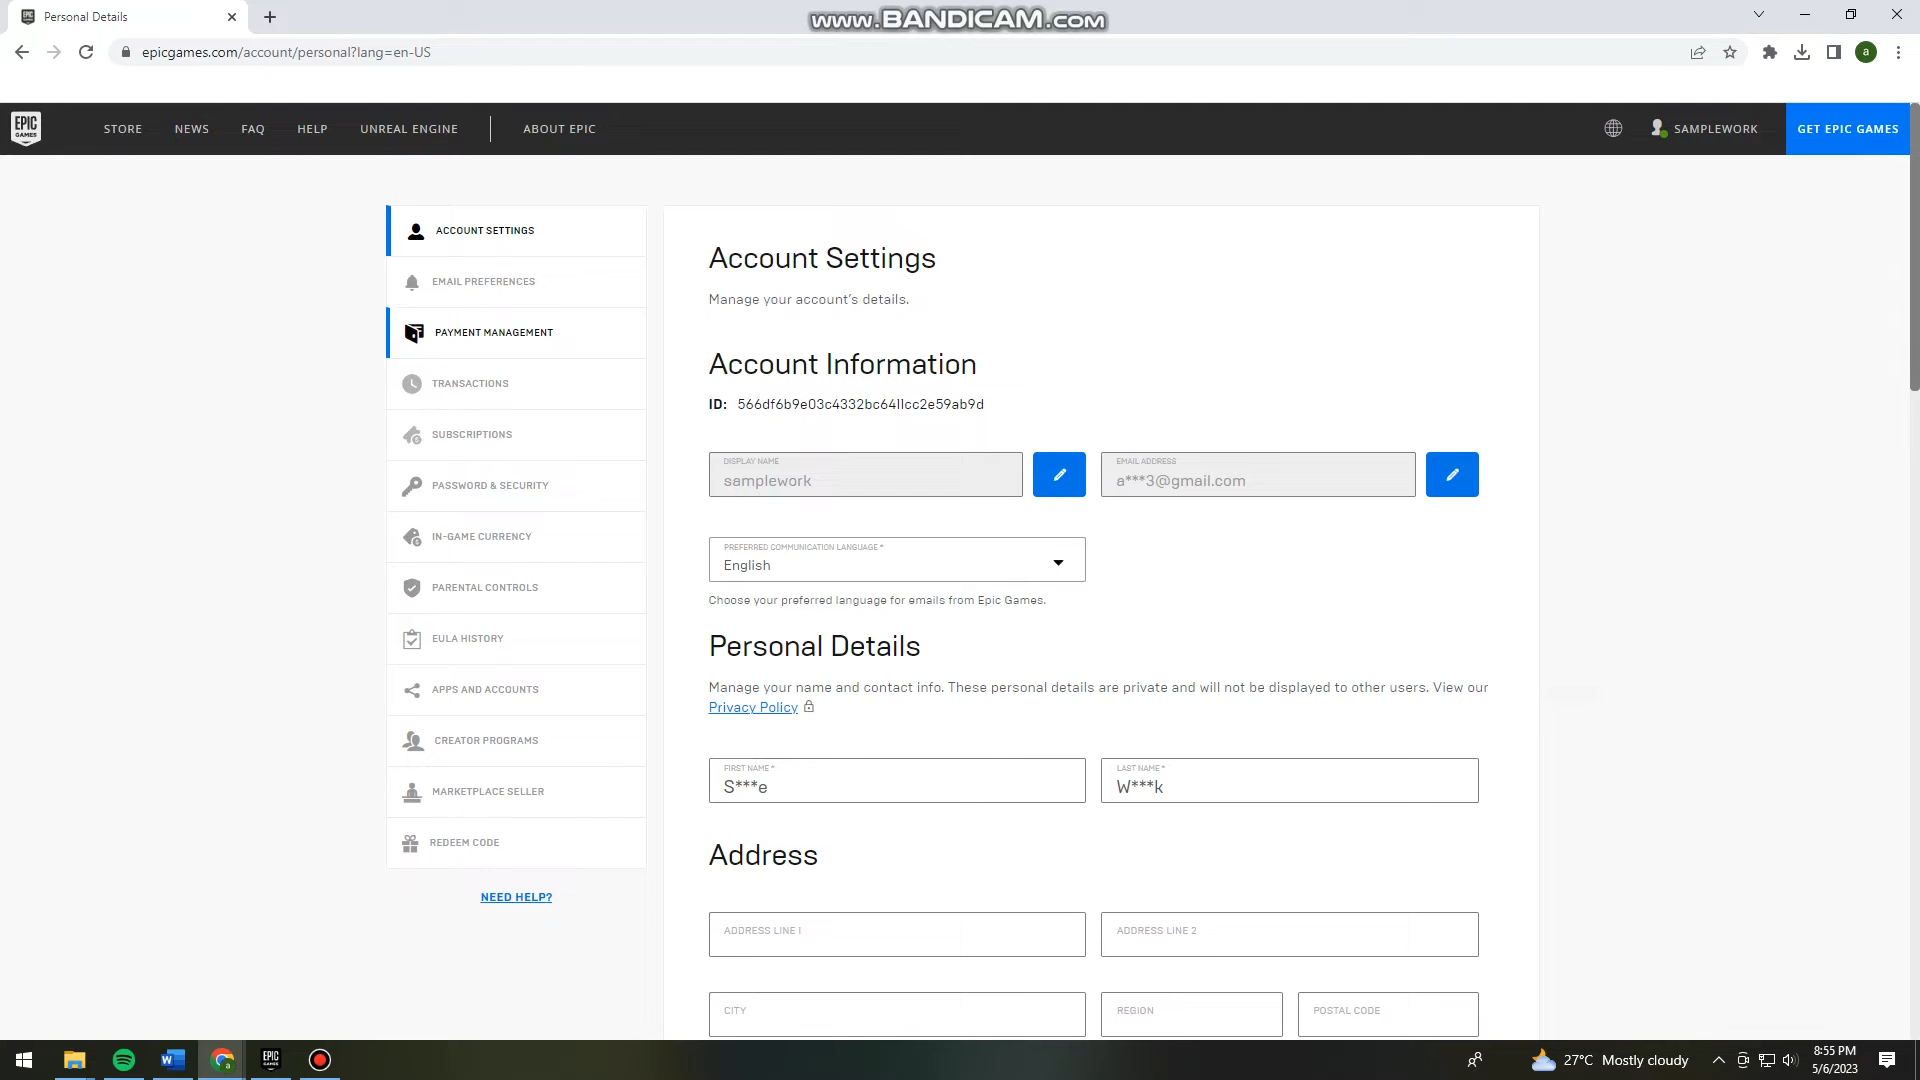 Personal Details
www.BANDICAM.com
epicgames.com/account/personal?lang=en-US
a
EPIC GAMES
STORE
NEWS
FAQ
HELP
UNREAL ENGINE
ABOUT EPIC
SAMPLEWORK
GET EPIC GAMES
ACCOUNT SETTINGS
EMAIL PREFERENCES
PAYMENT MANAGEMENT
TRANSACTIONS
SUBSCRIPTIONS
PASSWORD & SECURITY
IN-GAME CURRENCY
PARENTAL CONTROLS
EULA HISTORY
APPS AND ACCOUNTS
CREATOR PROGRAMS
MARKETPLACE SELLER
REDEEM CODE
NEED HELP?
Account Settings
Manage your account's details.
Account Information
ID: 566df6b9e03c4332bc6411cc2e59ab9d
DISPLAY NAME
samplework
EMAIL ADDRESS
a***3@gmail.com
PREFERRED COMMUNICATION LANGUAGE *
English
Choose your preferred language for emails from Epic Games.
Personal Details
Manage your name and contact info. These personal details are private and will not be displayed to other users. View our
Privacy Policy
FIRST NAME *
S***e
LAST NAME *
W***k
Address
ADDRESS LINE 1
ADDRESS LINE 2
CITY
REGION
POSTAL CODE
27°C Mostly cloudy
8:55 PM
5/6/2023